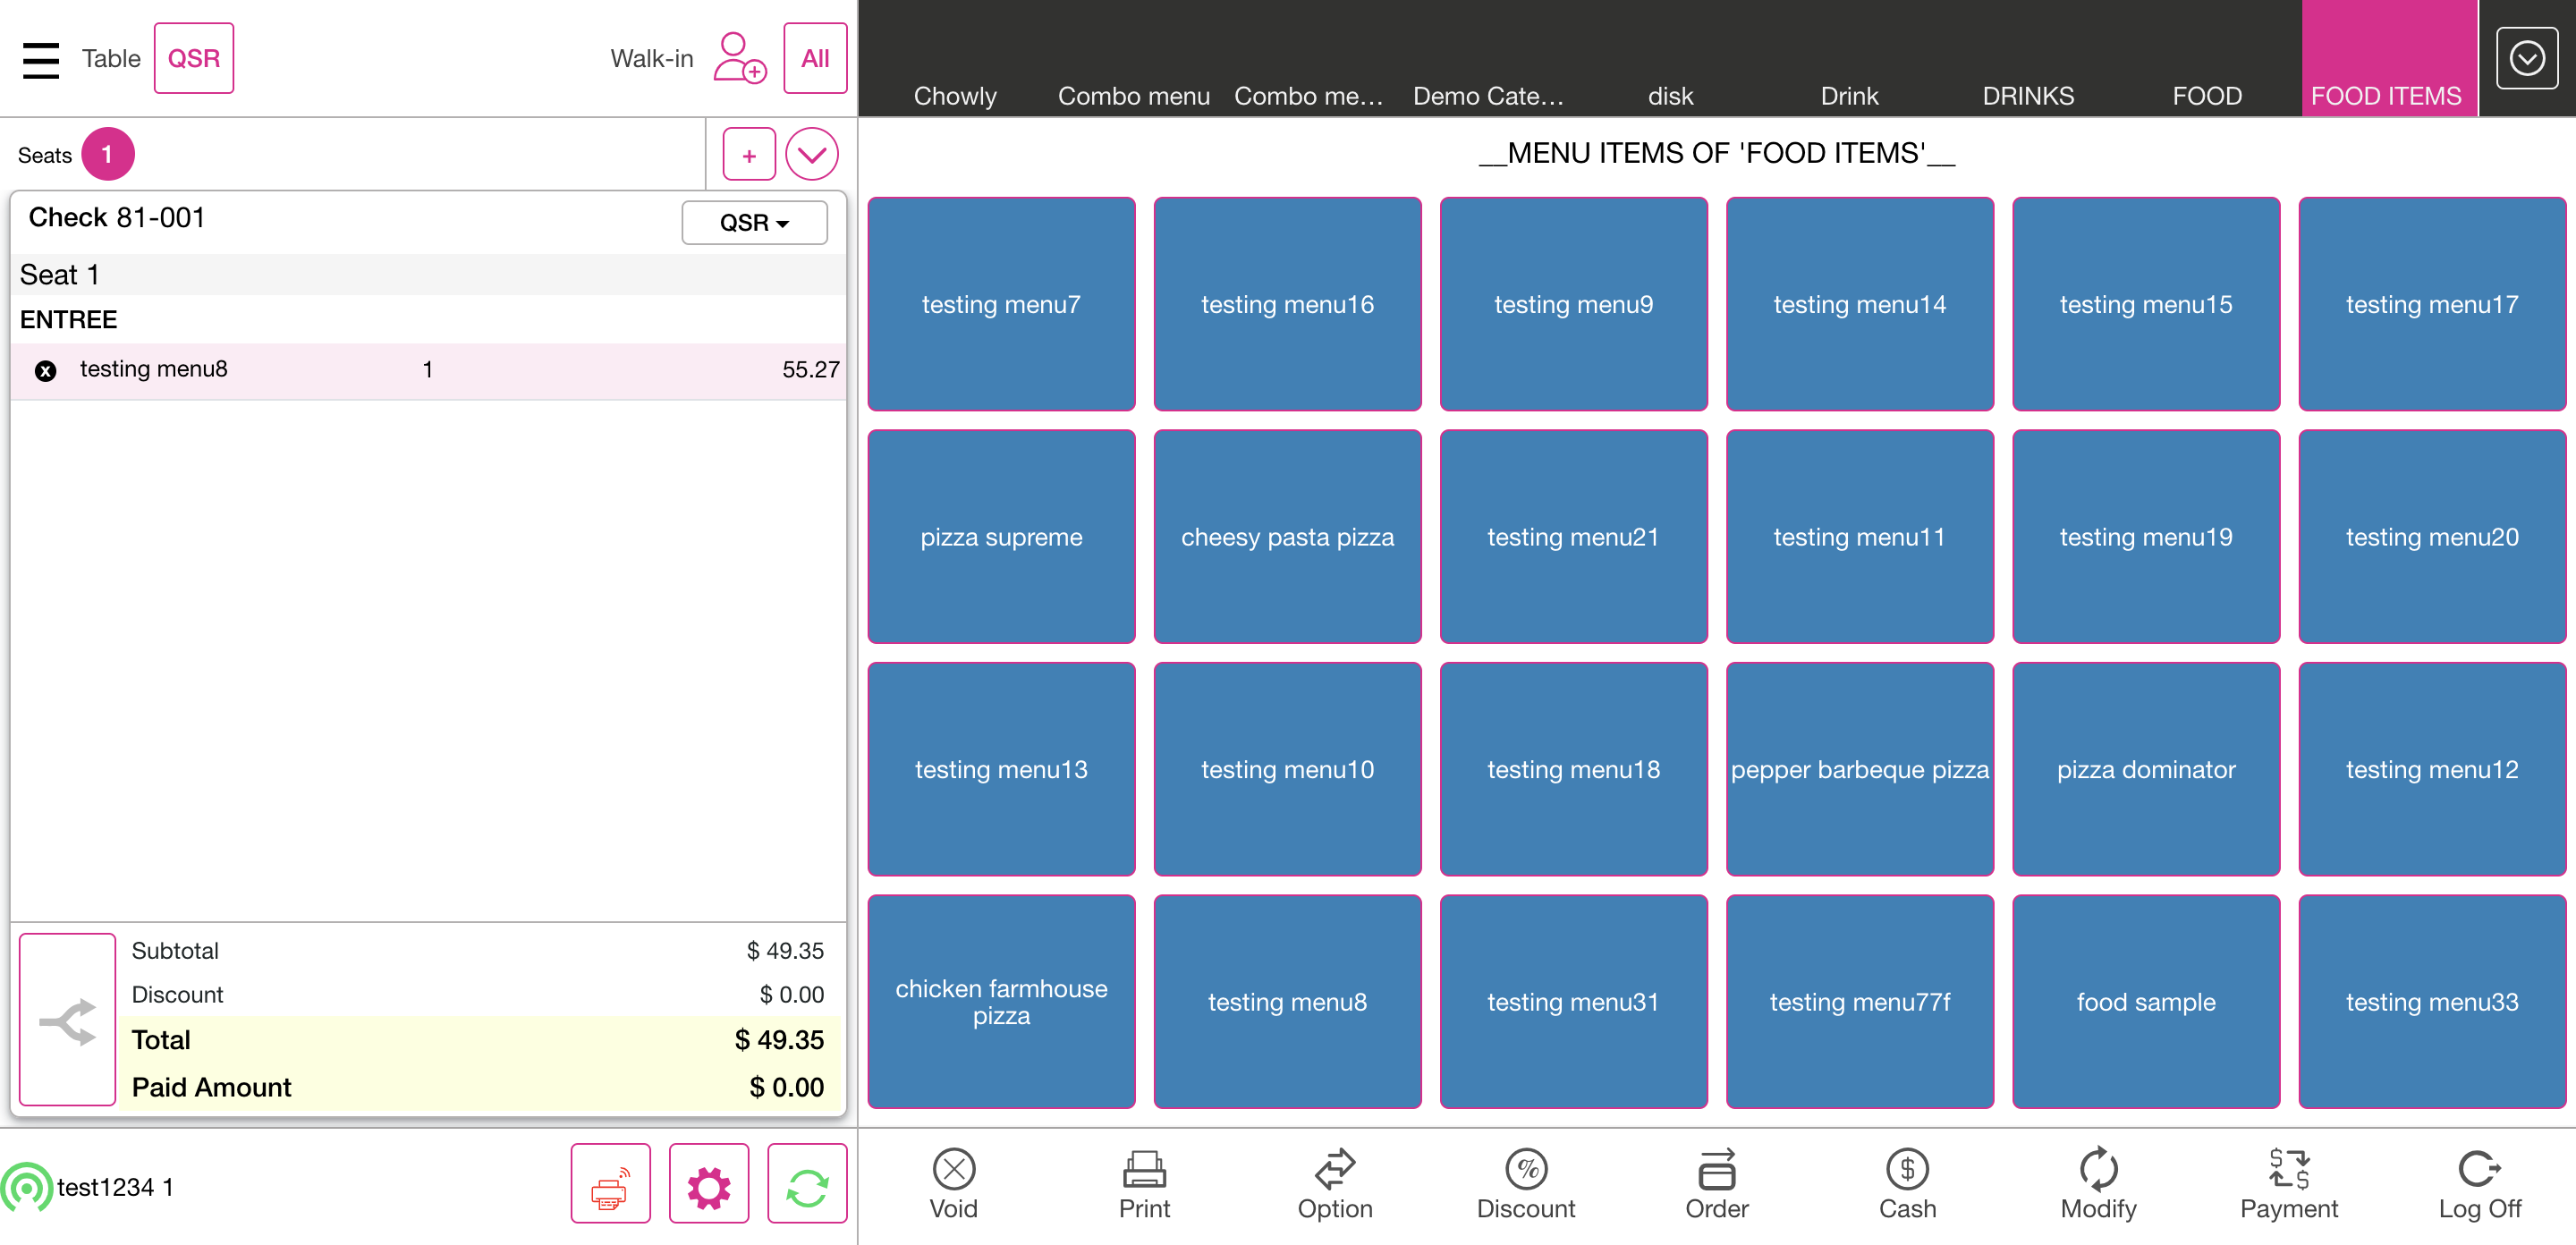 Table QSR Walk-in All
Seats 1 +
Check 81-001 QSR
Seat 1
ENTREE
x testing menu8 1 55.27
Subtotal $ 49.35
Discount $ 0.00
Total $ 49.35
Paid Amount $ 0.00
test1234 1
Chowly Combo menu Combo me... Demo Cate... disk Drink DRINKS FOOD FOOD ITEMS
__MENU ITEMS OF 'FOOD ITEMS'__
testing menu7 testing menu16 testing menu9 testing menu14 testing menu15 testing menu17
pizza supreme cheesy pasta pizza testing menu21 testing menu11 testing menu19 testing menu20
testing menu13 testing menu10 testing menu18 pepper barbeque pizza pizza dominator testing menu12
chicken farmhouse
pizza
testing menu8 testing menu31 testing menu77f food sample testing menu33
Void Print Option Discount Order Cash Modify Payment Log Off